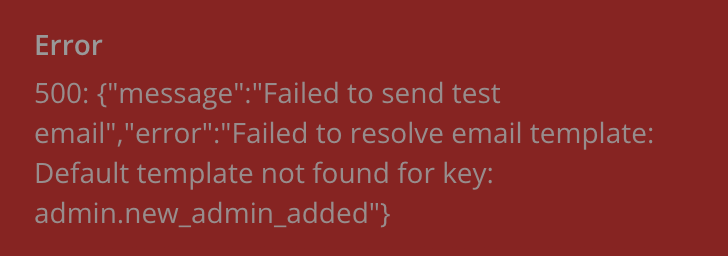 Error
500: {"message":"Failed to send test
email","error":"Failed to resolve email template:
Default template not found for key:
admin.new_admin_added"}